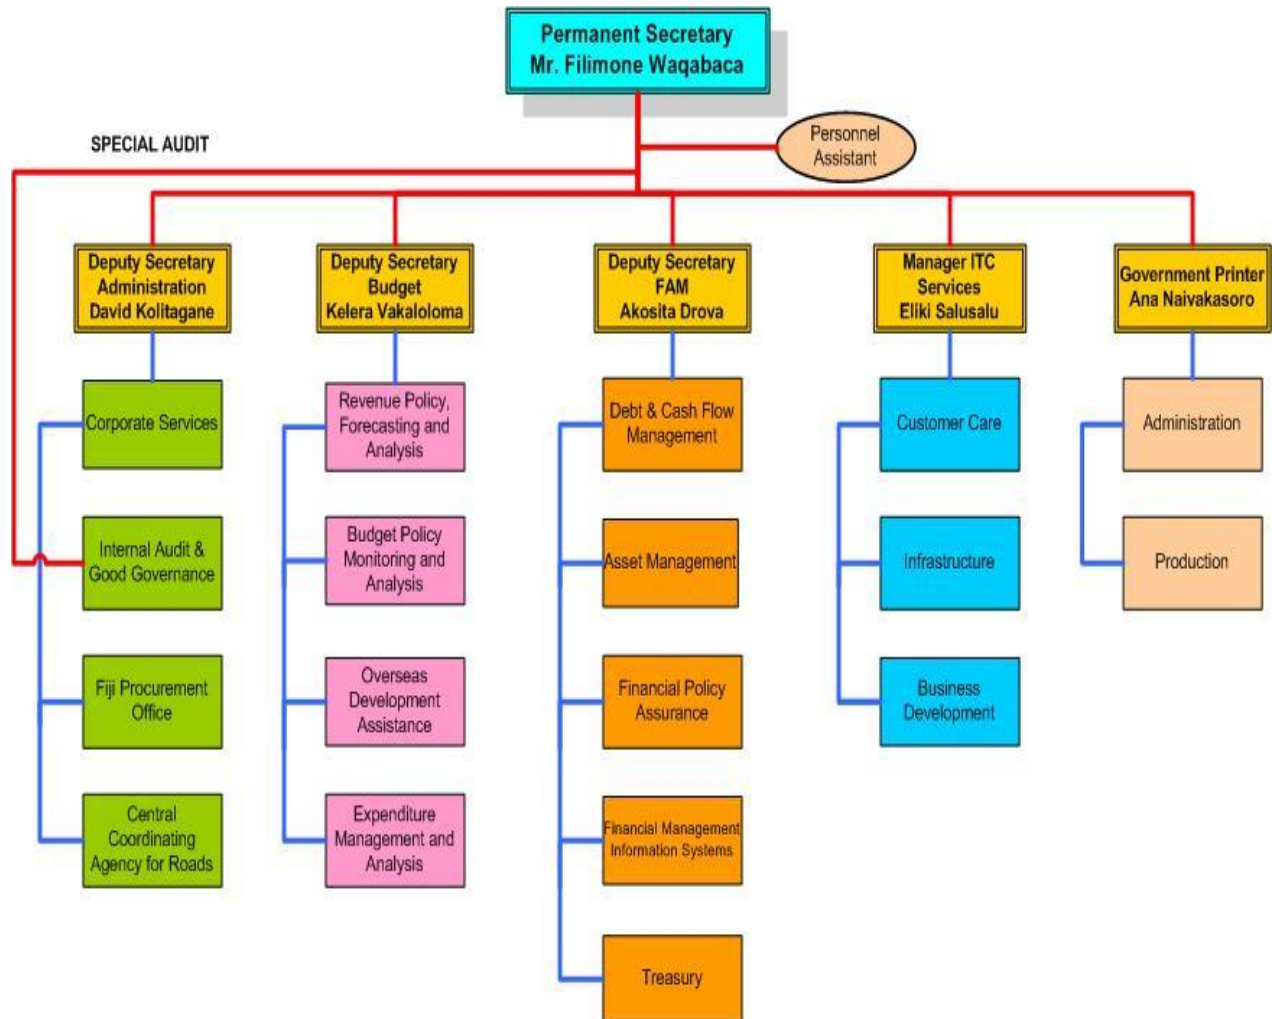 Permanent Secretary
Mr. Filimone Waqabaca
SPECIAL AUDIT
Personnel
Assistant
Deputy Secretary
Administration
David Kolitagane
Deputy Secretary
Budget
Kelera Vakaloloma
Deputy Secretary
FAM
Akosita Drova
Manager ITC
Services
Eliki Salusalu
Government Printer
Ana Naivakasoro
Corporate Services
Internal Audit &
Good Governance
Fiji Procurement
Office
Central
Coordinating
Agency for Roads
Revenue Policy,
Forecasting and
Analysis
Budget Policy
Monitoring and
Analysis
Overseas
Development
Assistance
Expenditure
Management and
Analysis
Debt & Cash Flow
Management
Asset Management
Financial Policy
Assurance
Financial Management
Information Systems
Treasury
Customer Care
Infrastructure
Business
Development
Administration
Production